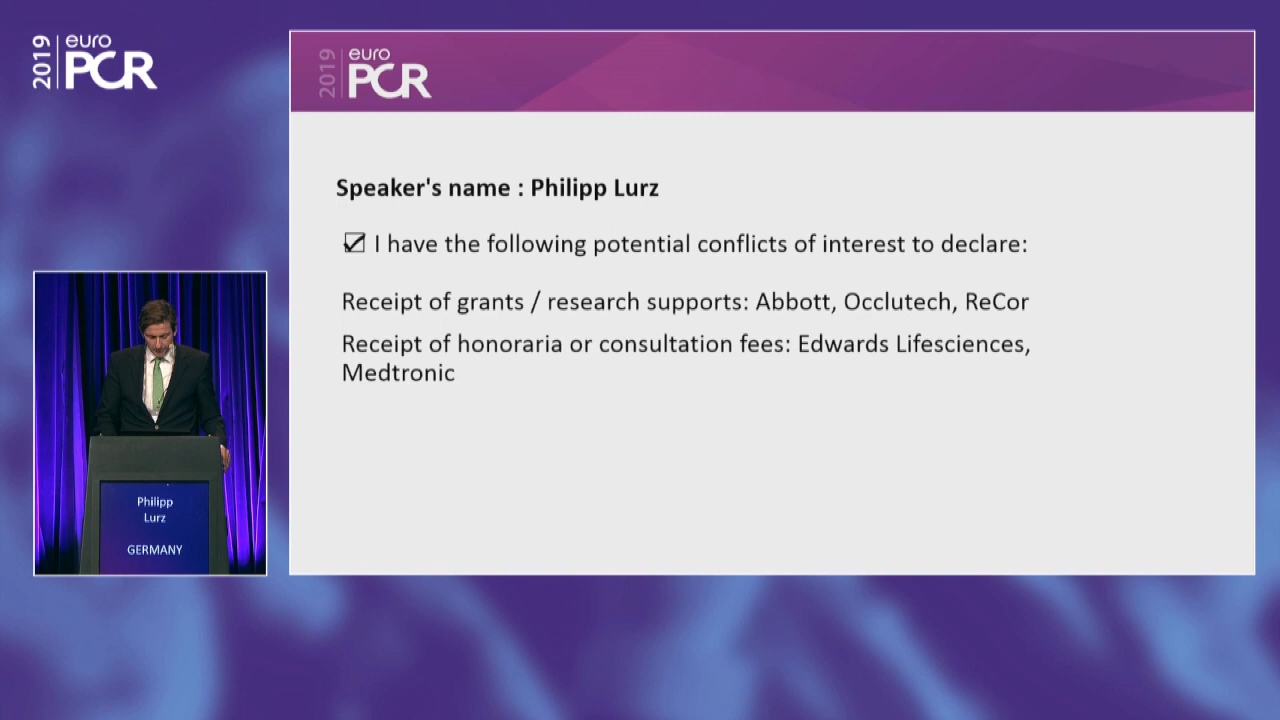 2019
euro
PCR
2019
euro
PCR
Speaker's name : Philipp Lurz
I have the following potential conflicts of interest to declare:
Receipt of grants / research supports: Abbott, Occlutech, ReCor
Receipt of honoraria or consultation fees: Edwards Lifesciences,
Medtronic
Philipp
Lurz
GERMANY